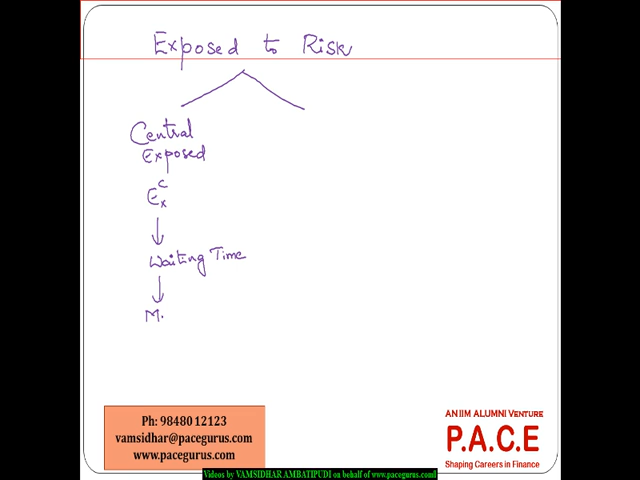 Exposed to Risk
Central
Exposed
E_x^c
Waiting Time
M.
Ph: 98480 12123
vamsidhar@pacegurus.com
www.pacegurus.com
AN IIM ALUMNI VENTURE
P.A.C.E
Shaping Careers in Finance
Videos by VAMSIDHAR AMBATIPUDI on behalf of www.pacegurus.com